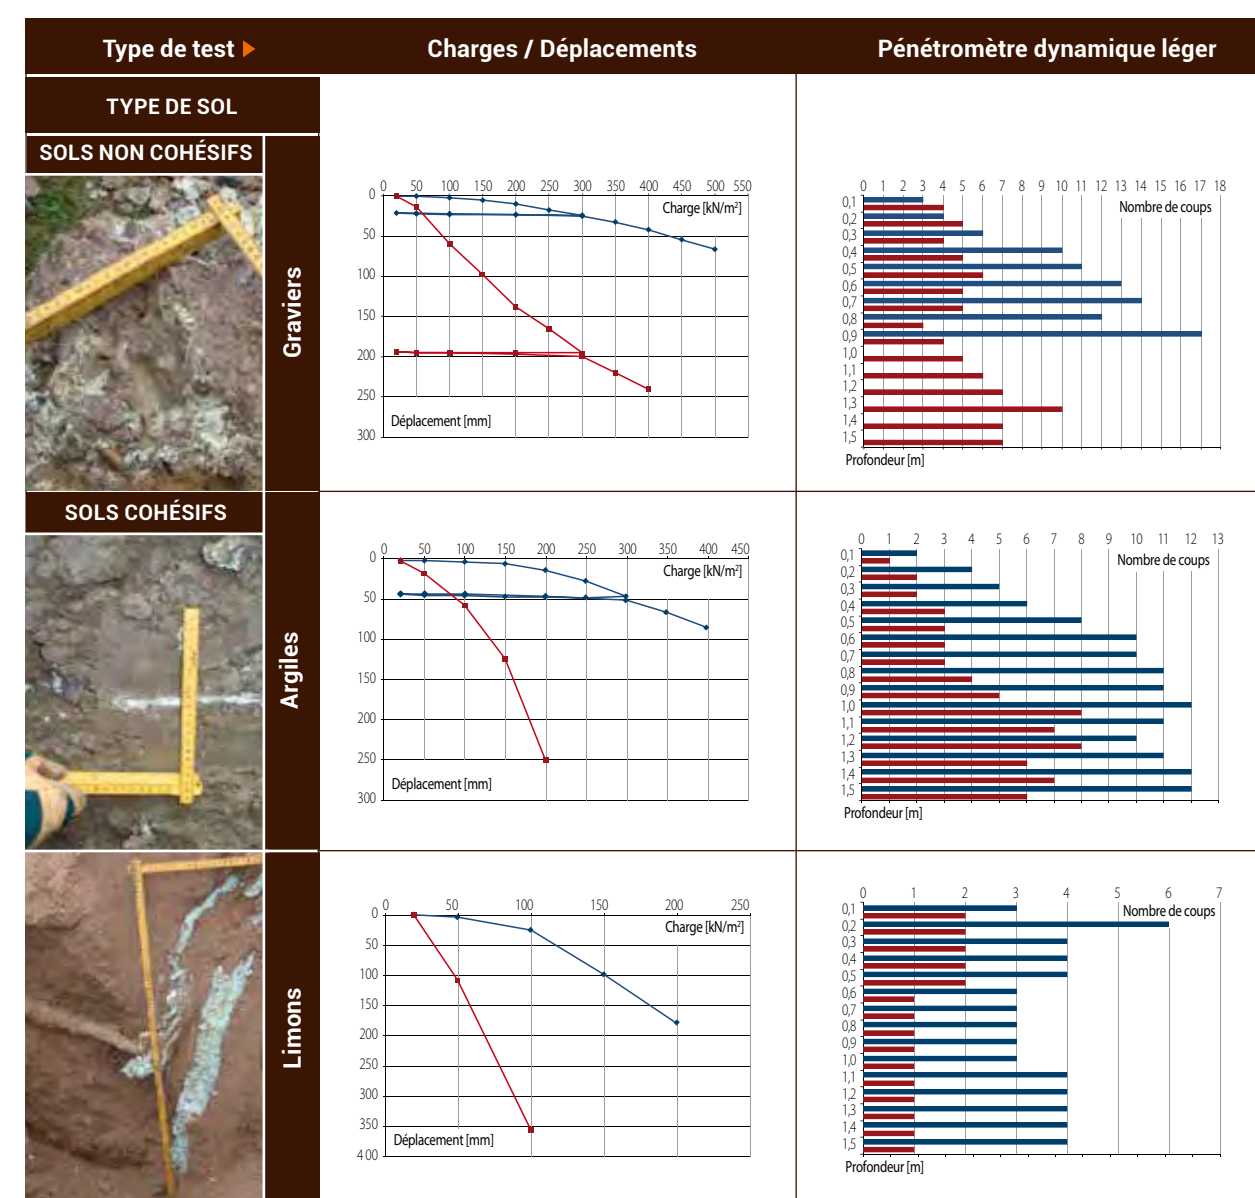 Type de test
Charges / Déplacements
Pénétromètre dynamique léger
TYPE DE SOL
SOLS NON COHÉSIFS
Graviers
0 50 100 150 200 250 300 350 400 450 500 550
Charge [kN/m²]
0
50
100
150
200
250
300
Déplacement [mm]
0 1 2 3 4 5 6 7 8 9 10 11 12 13 14 15 16 17 18
Nombre de coups
0,1
0,2
0,3
0,4
0,5
0,6
0,7
0,8
0,9
1,0
1,1
1,2
1,3
1,4
1,5
Profondeur [m]
SOLS COHÉSIFS
Argiles
0 50 100 150 200 250 300 350 400 450
Charge [kN/m²]
0
50
100
150
200
250
300
Déplacement [mm]
0 1 2 3 4 5 6 7 8 9 10 11 12 13
Nombre de coups
0,1
0,2
0,3
0,4
0,5
0,6
0,7
0,8
0,9
1,0
1,1
1,2
1,3
1,4
1,5
Profondeur [m]
Limons
0 50 100 150 200 250
Charge [kN/m²]
0
50
100
150
200
250
300
350
400
Déplacement [mm]
0 1 2 3 4 5 6 7
Nombre de coups
0,1
0,2
0,3
0,4
0,5
0,6
0,7
0,8
0,9
1,0
1,1
1,2
1,3
1,4
1,5
Profondeur [m]